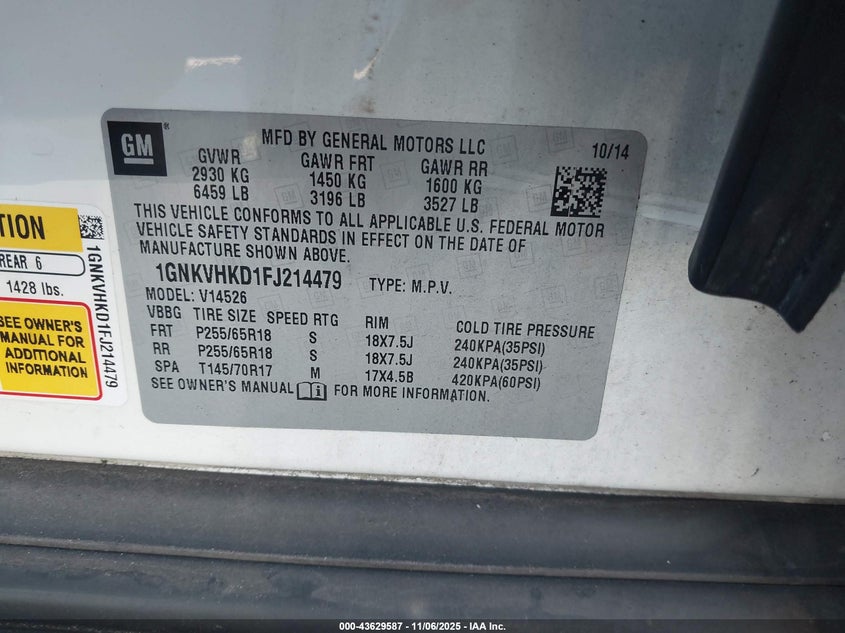 GM
MFD BY GENERAL MOTORS LLC 10/14
GVWR GAWR FRT GAWR RR
2930 KG 1450 KG 1600 KG
6459 LB 3196 LB 3527 LB
THIS VEHICLE CONFORMS TO ALL APPLICABLE U.S. FEDERAL MOTOR
VEHICLE SAFETY STANDARDS IN EFFECT ON THE DATE OF
MANUFACTURE SHOWN ABOVE.
1GNKVHKD1FJ214479 TYPE: M.P.V.
MODEL: V14526
VBBG TIRE SIZE SPEED RTG RIM COLD TIRE PRESSURE
FRT P255/65R18 S 18X7.5J 240KPA(35PSI)
RR P255/65R18 S 18X7.5J 240KPA(35PSI)
SPA T145/70R17 M 17X4.5B 420KPA(60PSI)
SEE OWNER'S MANUAL FOR MORE INFORMATION.
TION
REAR 6
1428 lbs.
SEE OWNER'S
MANUAL FOR
ADDITIONAL
INFORMATION
1GNKVHKD1FJ214479
000-43629587 - 11/06/2025 - IAA Inc.